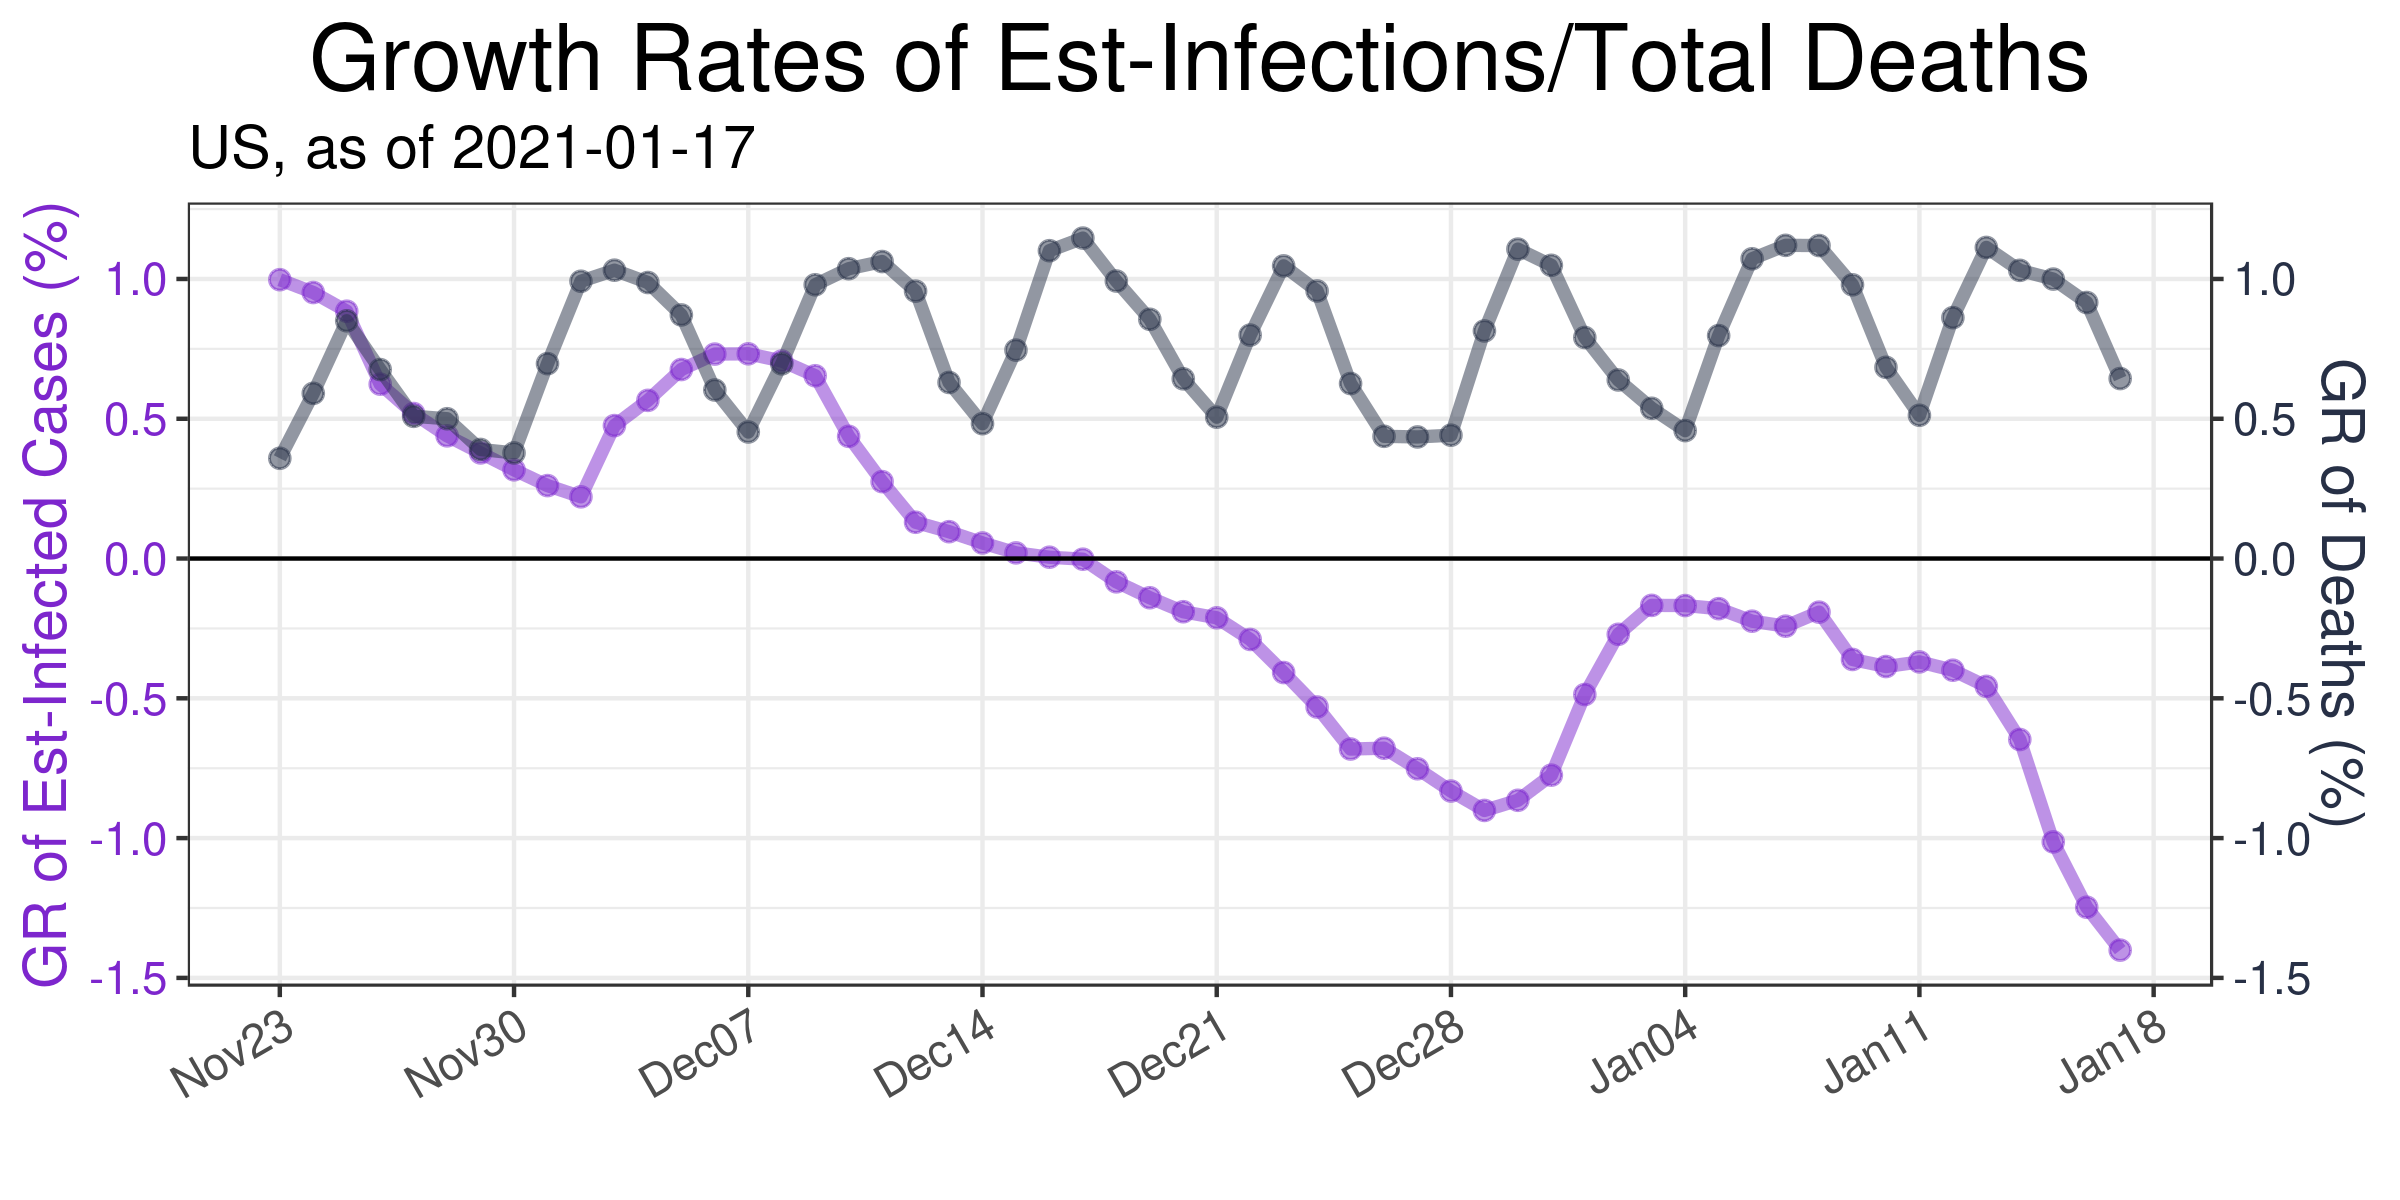 Growth Rates of Est-Infections/Total Deaths
US, as of 2021-01-17
GR of Est-Infected Cases (%)
1.0
0.5
0.0
-0.5
-1.0
-1.5
1.0
0.5
0.0
-0.5
-1.0
-1.5
GR of Deaths (%)
Nov23
Nov30
Dec07
Dec14
Dec21
Dec28
Jan04
Jan11
Jan18